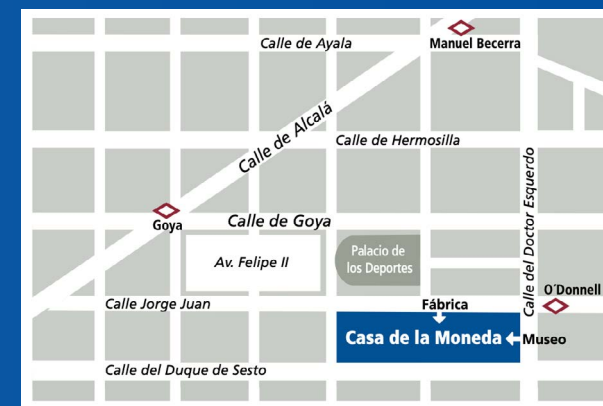 Calle de Ayala
Manuel Becerra
Calle de Alcalá
Calle de Hermosilla
Calle del Doctor Esquerdo
Goya
Calle de Goya
Av. Felipe II
Palacio de
los Deportes
O´Donnell
Calle Jorge Juan
Fábrica
Casa de la Moneda
Museo
Calle del Duque de Sesto